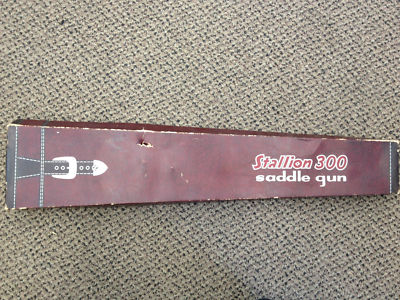 Stallion 300
saddle gun